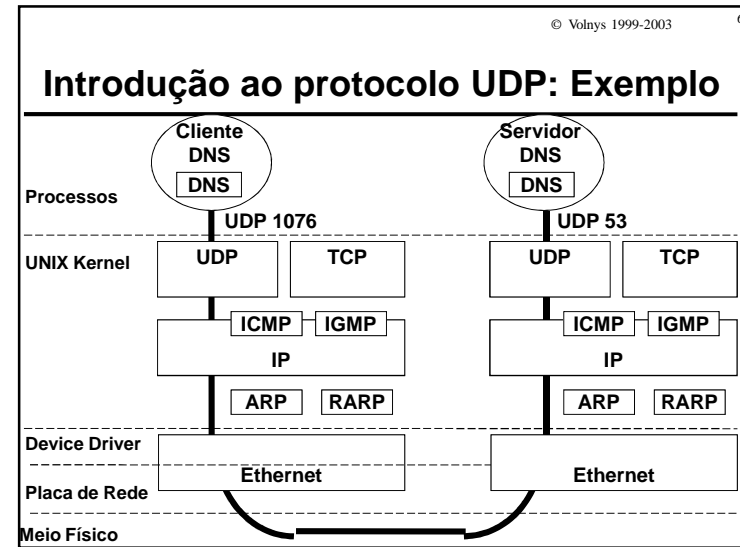 © Volnys 1999-2003 6
Introdução ao protocolo UDP: Exemplo
Cliente Servidor
DNS DNS
DNS DNS
Processos
UDP 1076 UDP 53
UNIX Kernel UDP TCP UDP TCP
ICMP IGMP ICMP IGMP
IP IP
ARP RARP ARP RARP
Device Driver
Ethernet Ethernet
Placa de Rede
Meio Físico